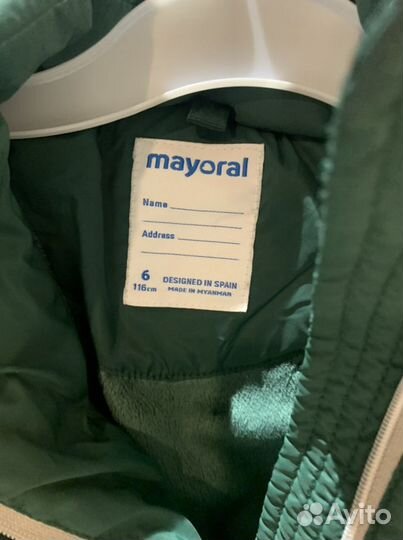 mayoral
Name
Address
6
116cm
DESIGNED IN SPAIN
MADE IN MYANMAR
Avito